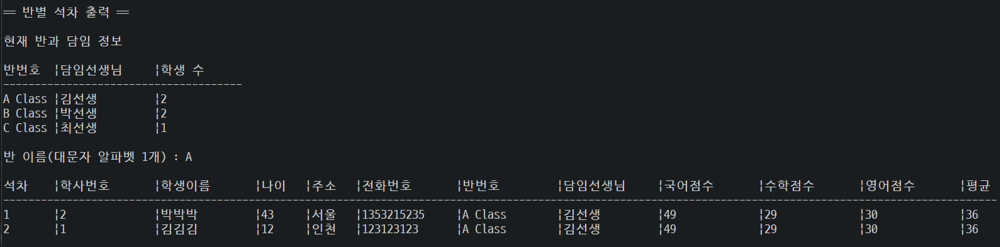 == 반별 석차 출력 ==
현재 반과 담임 정보
반번호 ¦담임선생님 ¦학생 수
--------------------------------------
A Class ¦김선생 ¦2
B Class ¦박선생 ¦2
C Class ¦최선생 ¦1
반 이름(대문자 알파벳 1개) : A
석차 ¦학사번호 ¦학생이름 ¦나이 ¦주소 ¦전화번호 ¦반번호 ¦담임선생님 ¦국어점수 ¦수학점수 ¦영어점수 ¦평균
--------------------------------------------------------------------------------------------------------------------------------------------------------------
1 ¦2 ¦박박박 ¦43 ¦서울 ¦1353215235 ¦A Class ¦김선생 ¦49 ¦29 ¦30 ¦36
2 ¦1 ¦김김김 ¦12 ¦인천 ¦123123123 ¦A Class ¦김선생 ¦49 ¦29 ¦30 ¦36